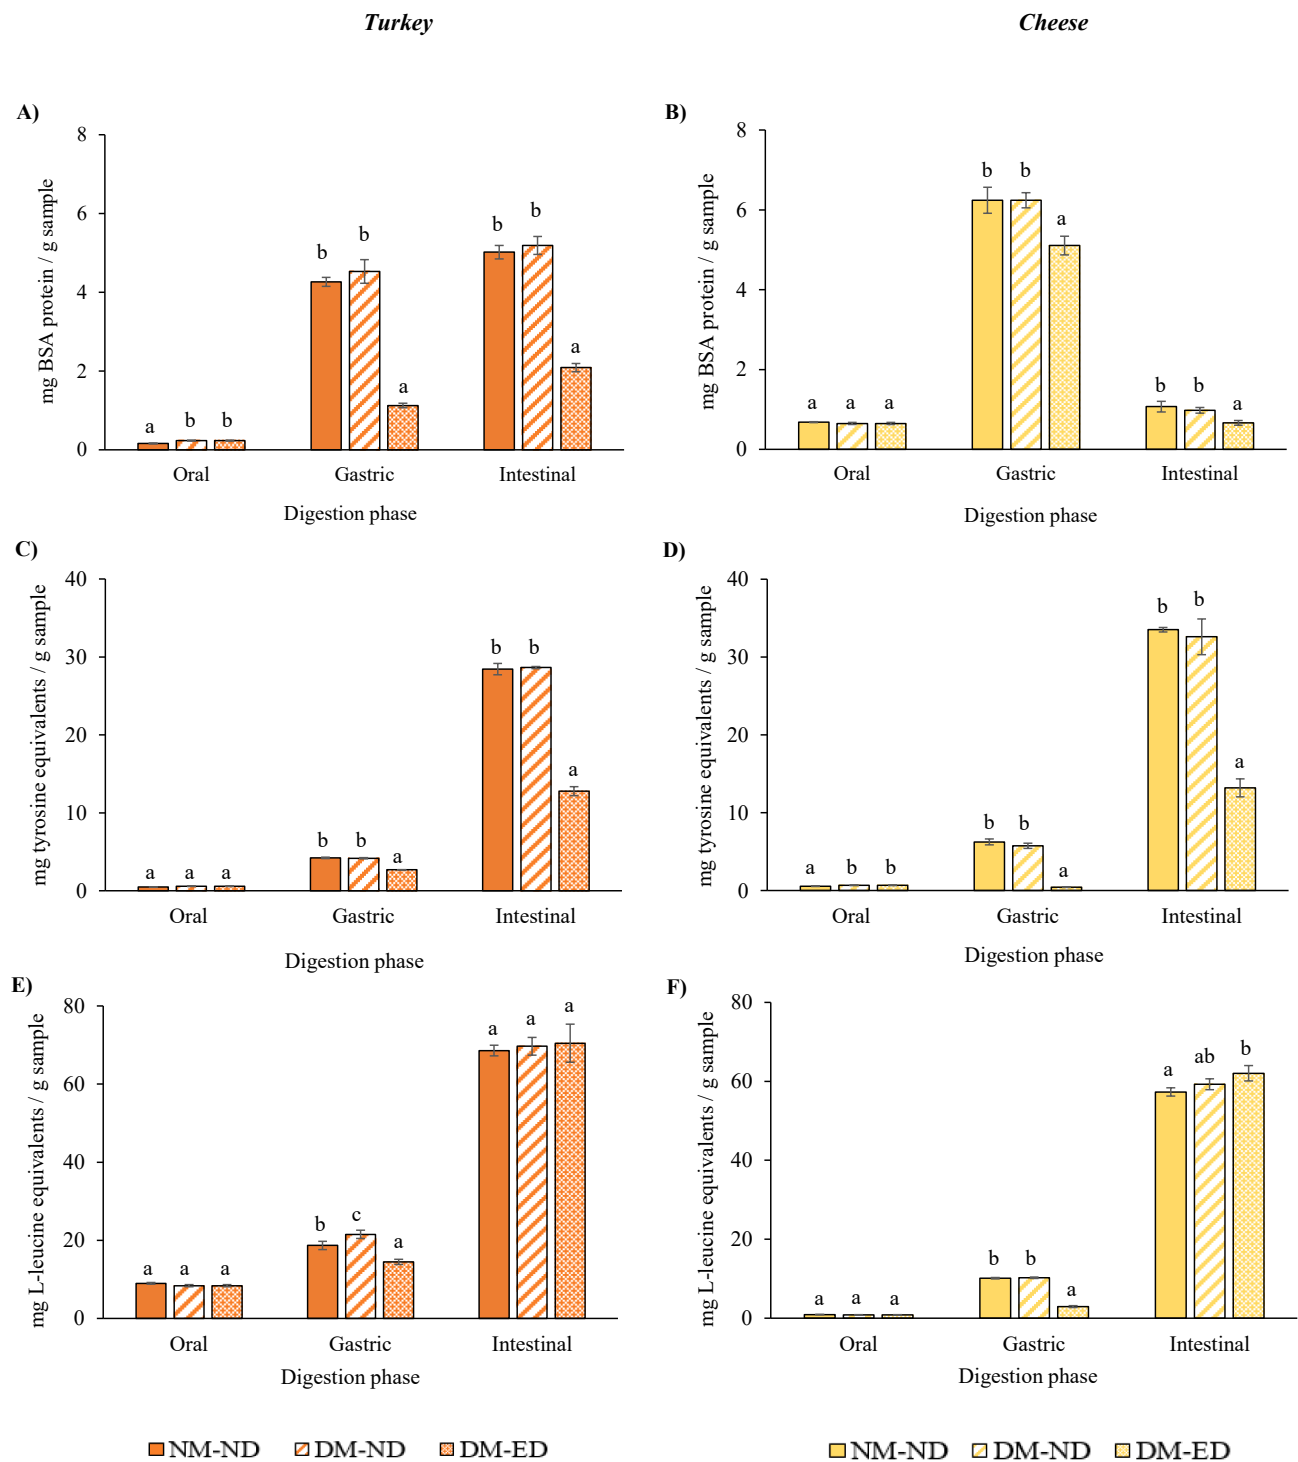 Turkey
Cheese
A)
mg BSA protein / g sample
8
6
4
2
0
a b b
b b a
b b a
Oral Gastric Intestinal
Digestion phase
B)
mg BSA protein / g sample
8
6
4
2
0
a a a
b b a
b b a
Oral Gastric Intestinal
Digestion phase
C)
mg tyrosine equivalents / g sample
40
30
20
10
0
a a a
b b a
b b a
Oral Gastric Intestinal
Digestion phase
D)
mg tyrosine equivalents / g sample
40
30
20
10
0
a b b
b b a
b b a
Oral Gastric Intestinal
Digestion phase
E)
mg L-leucine equivalents / g sample
80
60
40
20
0
a a a
b c a
a a a
Oral Gastric Intestinal
Digestion phase
F)
mg L-leucine equivalents / g sample
80
60
40
20
0
a a a
b b a
a ab b
Oral Gastric Intestinal
Digestion phase
NM-ND DM-ND DM-ED
NM-ND DM-ND DM-ED